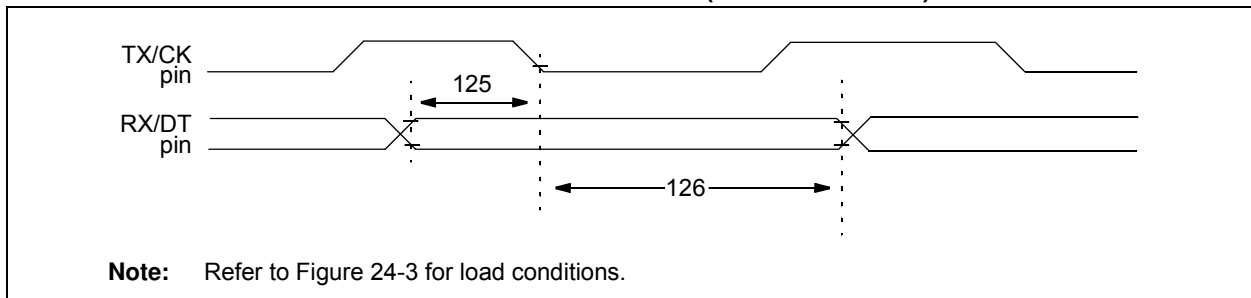 TX/CK
pin
125
RX/DT
pin
126
Note: Refer to Figure 24-3 for load conditions.